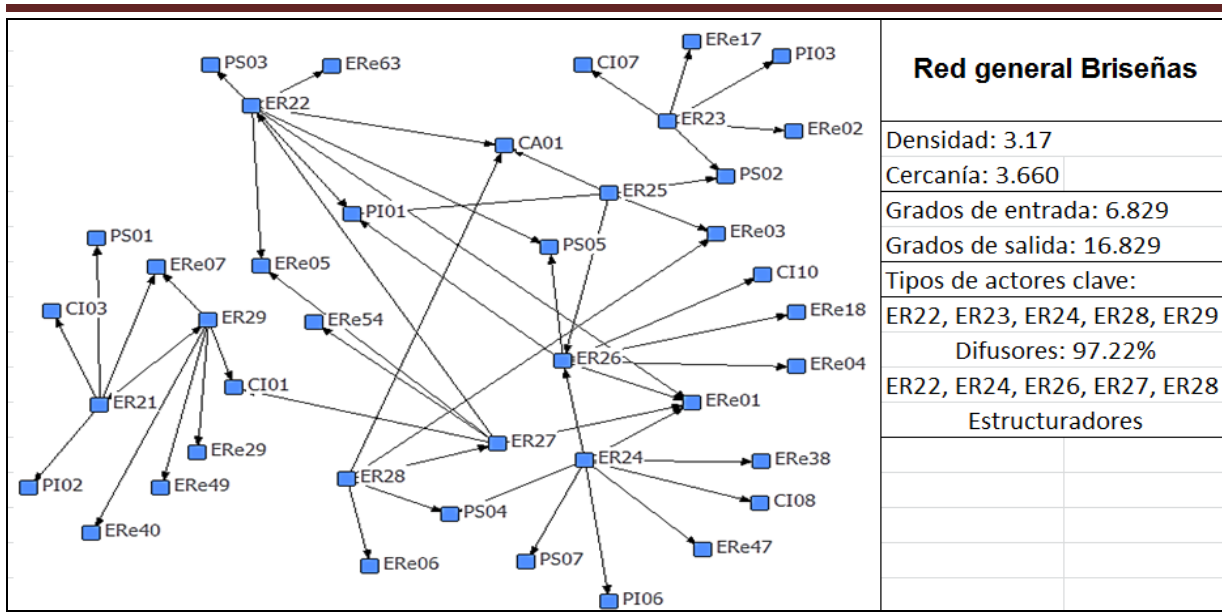 PS03
ERe63
ER22
CI07
ERe17
PI03
ER23
ERe02
CA01
PS02
ER25
PI01
ERe03
PS05
PS01
ERe07
ERe05
CI10
CI03
ER29
ERe54
ERe18
ER26
ERe04
CI01
ER21
ERe01
ER27
ERe29
ER24
ERe38
PI02
ERe49
ER28
PS04
CI08
ERe40
ERe06
PS07
ERe47
PI06
Red general Briseñas
Densidad: 3.17
Cercanía: 3.660
Grados de entrada: 6.829
Grados de salida: 16.829
Tipos de actores clave:
ER22, ER23, ER24, ER28, ER29
Difusores: 97.22%
ER22, ER24, ER26, ER27, ER28
Estructuradores